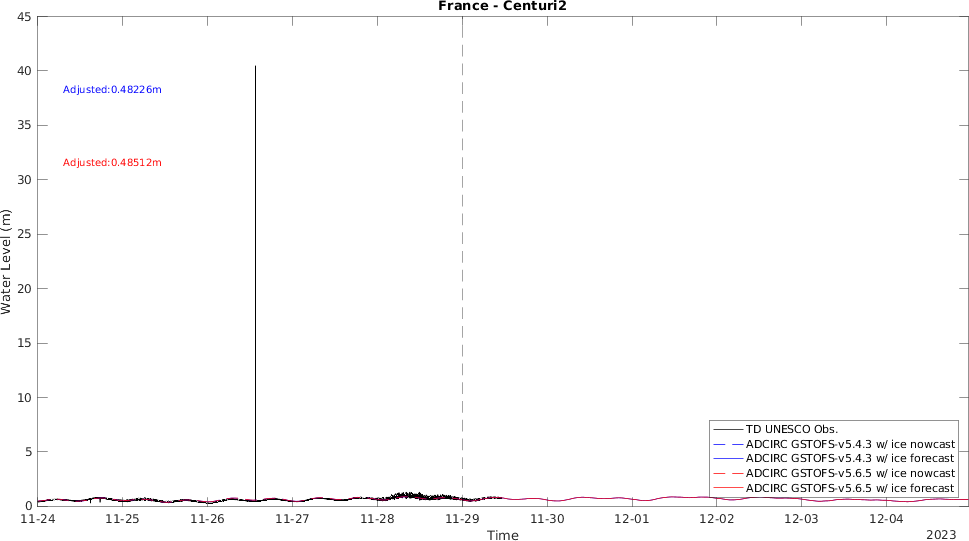 France - Centuri2
45
40
35
30
25
20
15
10
5
0
Water Level (m)
Adjusted:0.48226m
Adjusted:0.48512m
TD UNESCO Obs.
ADCIRC GSTOFS-v5.4.3 w/ ice nowcast
ADCIRC GSTOFS-v5.4.3 w/ ice forecast
ADCIRC GSTOFS-v5.6.5 w/ ice nowcast
ADCIRC GSTOFS-v5.6.5 w/ ice forecast
11-24 11-25 11-26 11-27 11-28 11-29 11-30 12-01 12-02 12-03 12-04
Time
2023